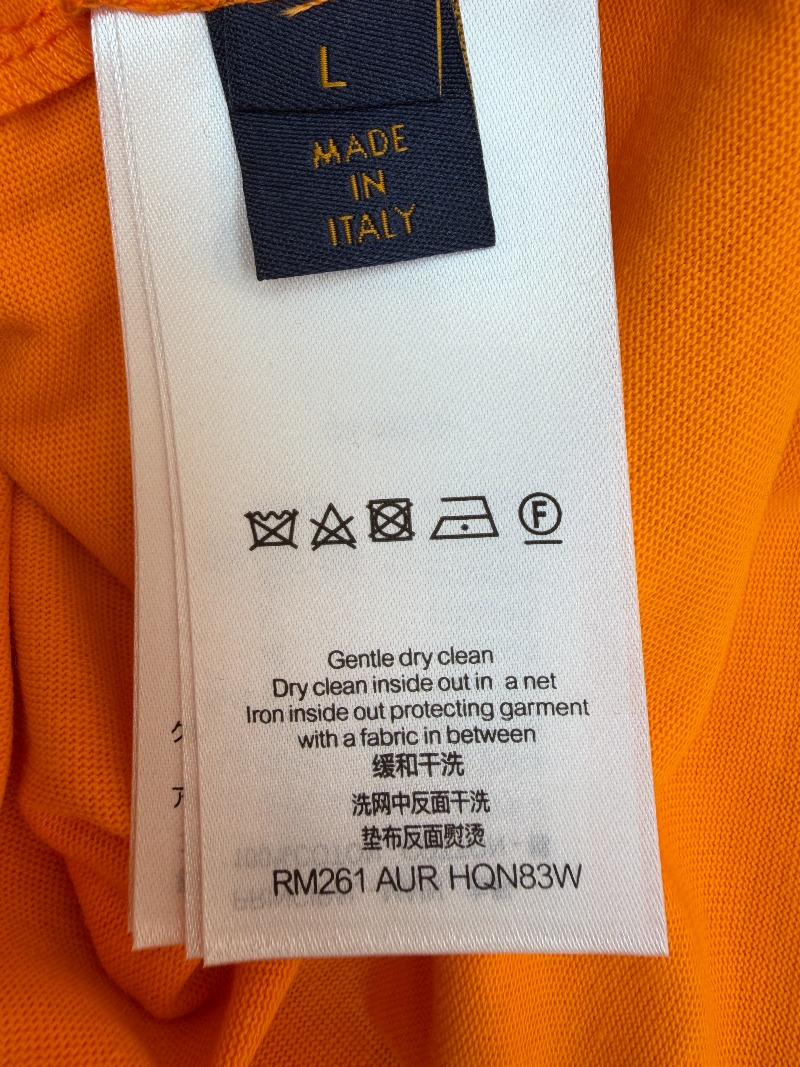 L
MADE
IN
ITALY
F
Gentle dry clean
Dry clean inside out in a net
Iron inside out protecting garment
with a fabric in between
缓和干洗
洗网中反面干洗
垫布反面熨烫
RM261 AUR HQN83W